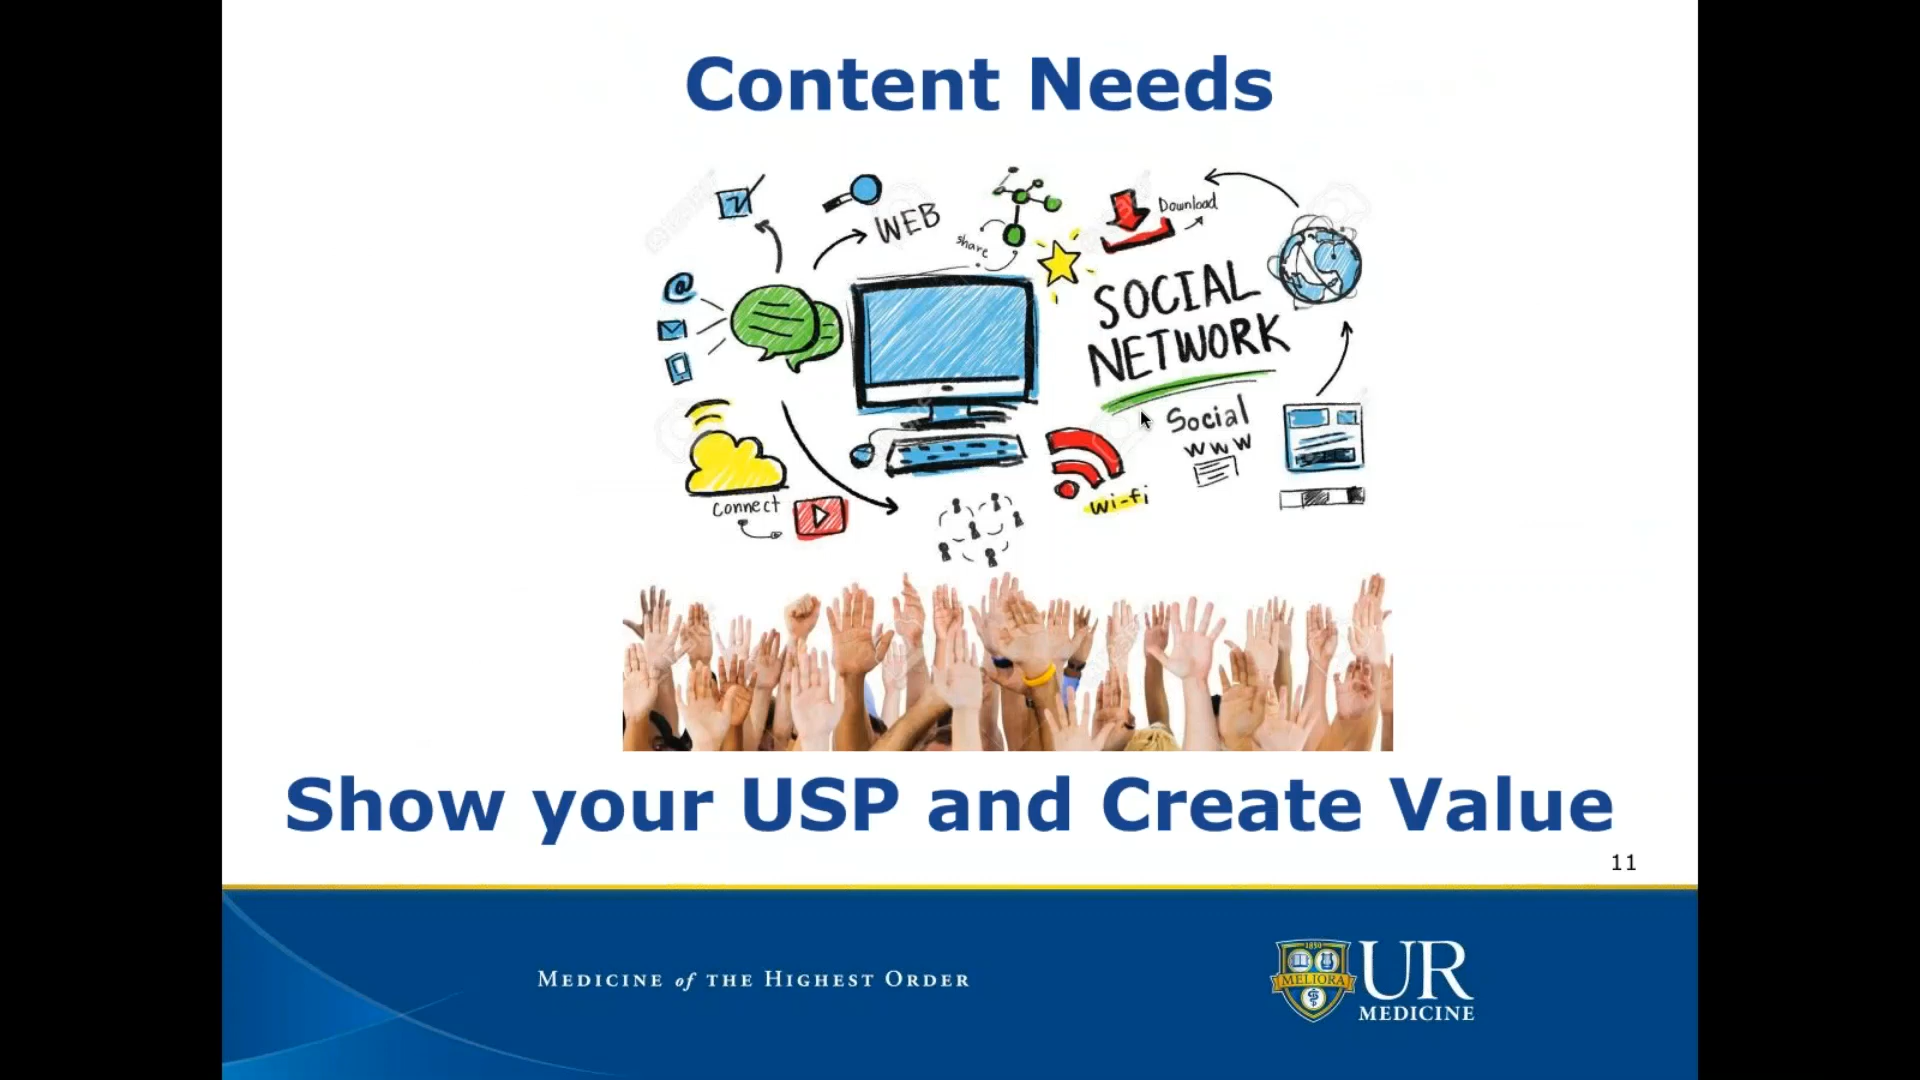 Content Needs
WEB
share
Download
@
SOCIAL
NETWORK
Social
www
Connect
wi-fi
Show your USP and Create Value
11
MEDICINE of THE HIGHEST ORDER
1850
MELIORA
UR
MEDICINE